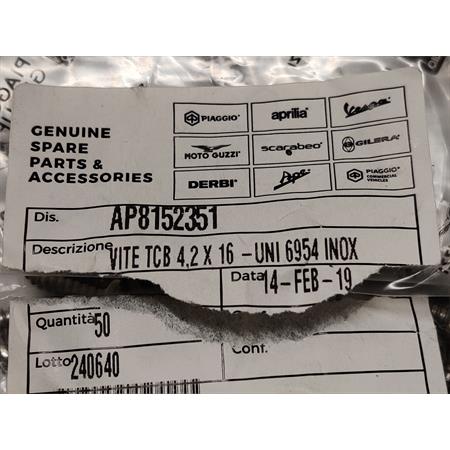 GENUINE
SPARE
PARTS &
ACCESSORIES
PIAGGIO
aprilia
Vespa
MOTO GUZZI
scarabeo
GILERA
DERBI
Ape
PIAGGIO
COMMERCIAL
VEHICLES
Dis. AP8152351
Descrizione VITE TCB 4,2 X 16 -UNI 6954 INOX
Data 14-FEB-19
Quantità 50
Conf.
Lotto 240640